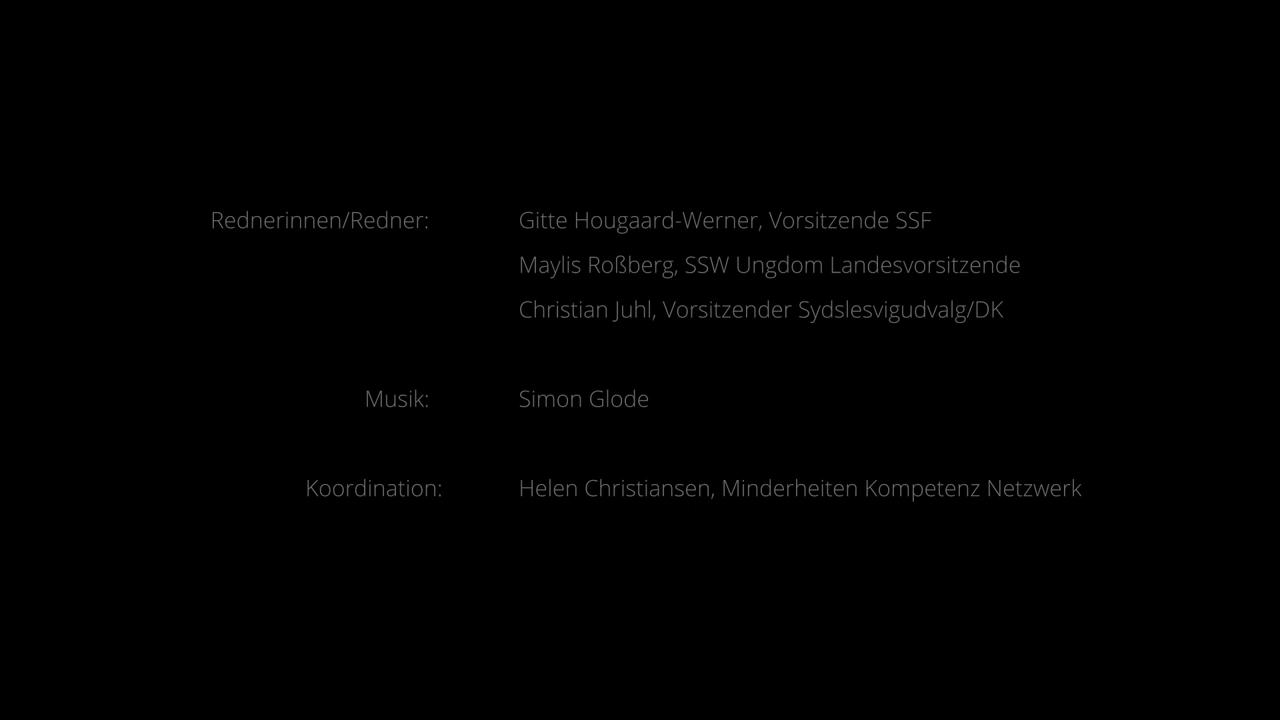 Rednerinnen/Redner: Gitte Hougaard-Werner, Vorsitzende SSF
Maylis Roßberg, SSW Ungdom Landesvorsitzende
Christian Juhl, Vorsitzender Sydslesvigudvalg/DK
Musik: Simon Glode
Koordination: Helen Christiansen, Minderheiten Kompetenz Netzwerk